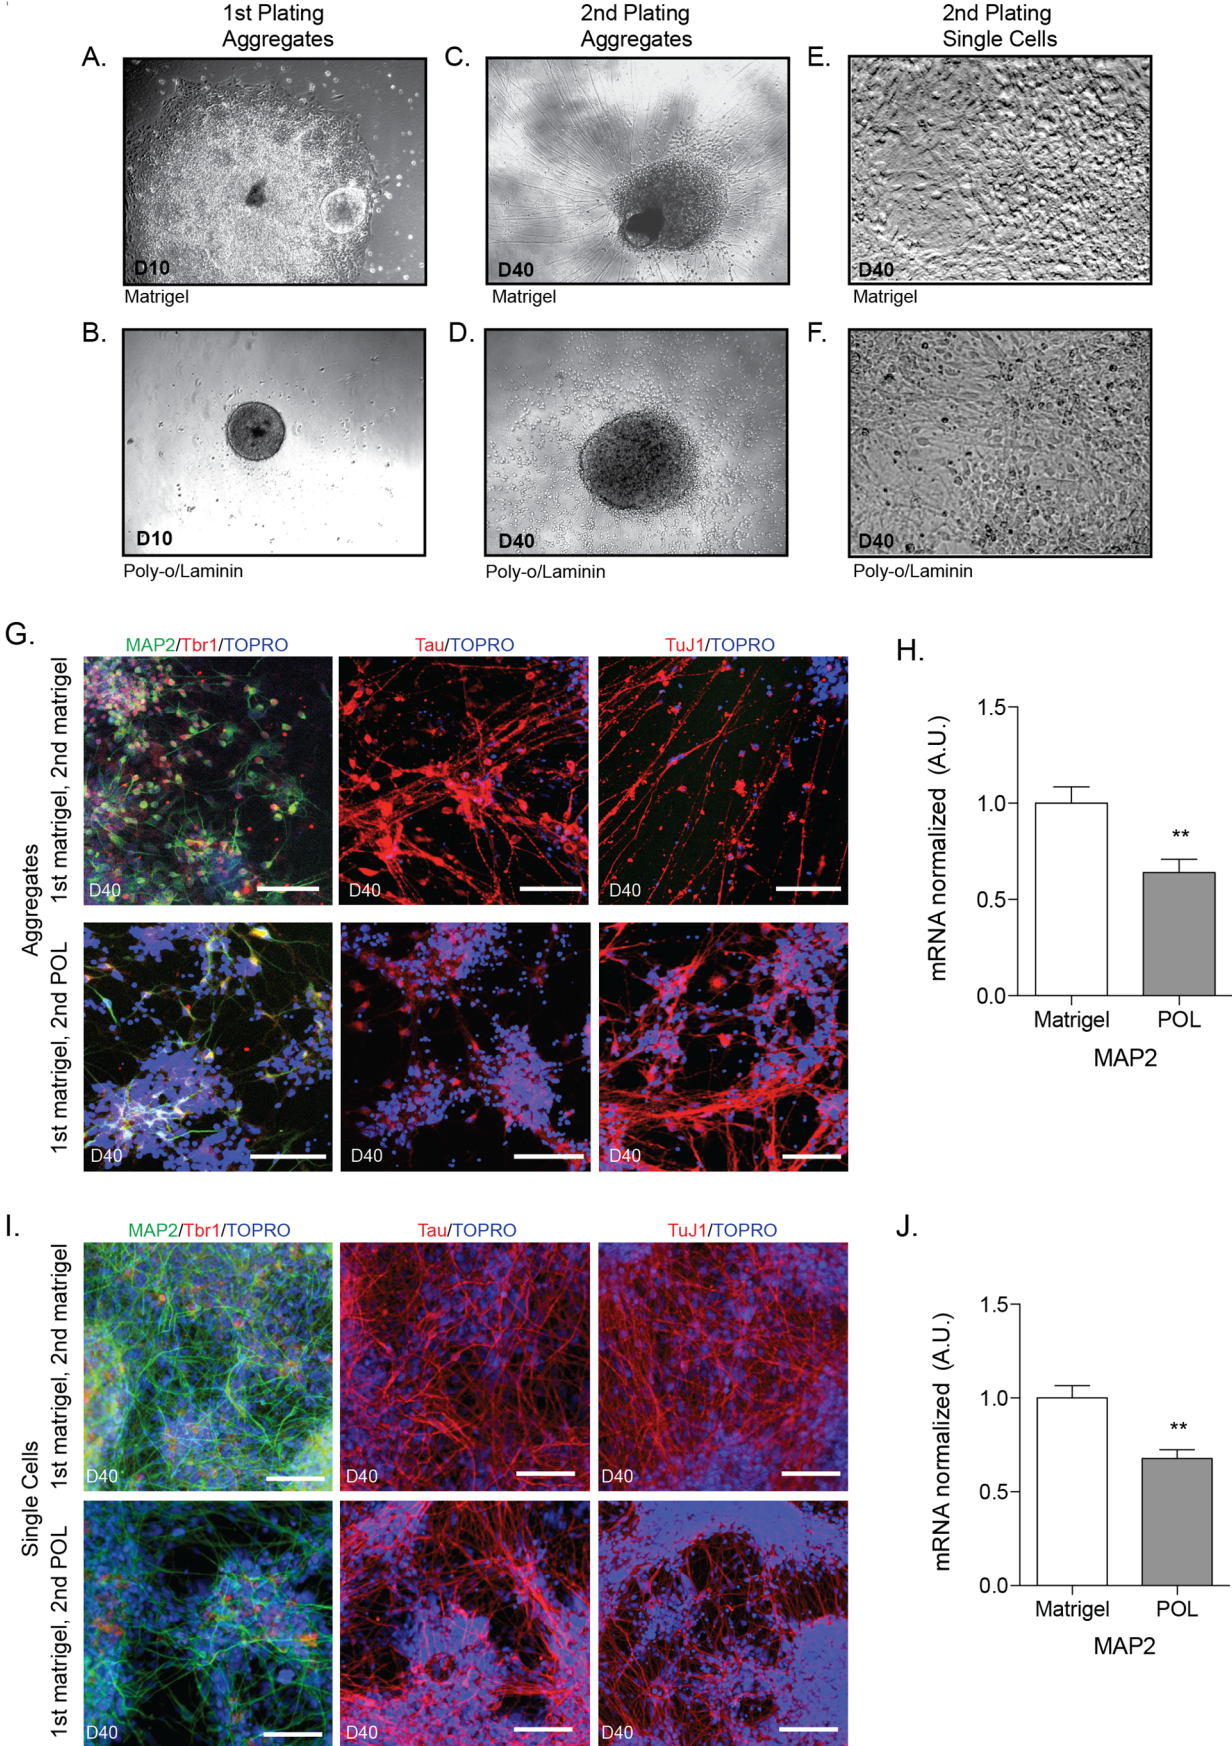 1st Plating
Aggregates
2nd Plating
Aggregates
2nd Plating
Single Cells
A.
D10
Matrigel
C.
D40
Matrigel
E.
D40
Matrigel
B.
D10
Poly-o/Laminin
D.
D40
Poly-o/Laminin
F.
D40
Poly-o/Laminin
G.
Aggregates
1st matrigel, 2nd matrigel
MAP2/Tbr1/TOPRO
Tau/TOPRO
TuJ1/TOPRO
D40
D40
D40
1st matrigel, 2nd POL
D40
D40
D40
H.
mRNA normalized (A.U.)
1.5
1.0
0.5
0.0
**
Matrigel
POL
MAP2
I.
Single Cells
1st matrigel, 2nd matrigel
MAP2/Tbr1/TOPRO
Tau/TOPRO
TuJ1/TOPRO
D40
D40
D40
1st matrigel, 2nd POL
D40
D40
D40
J.
mRNA normalized (A.U.)
1.5
1.0
0.5
0.0
**
Matrigel
POL
MAP2